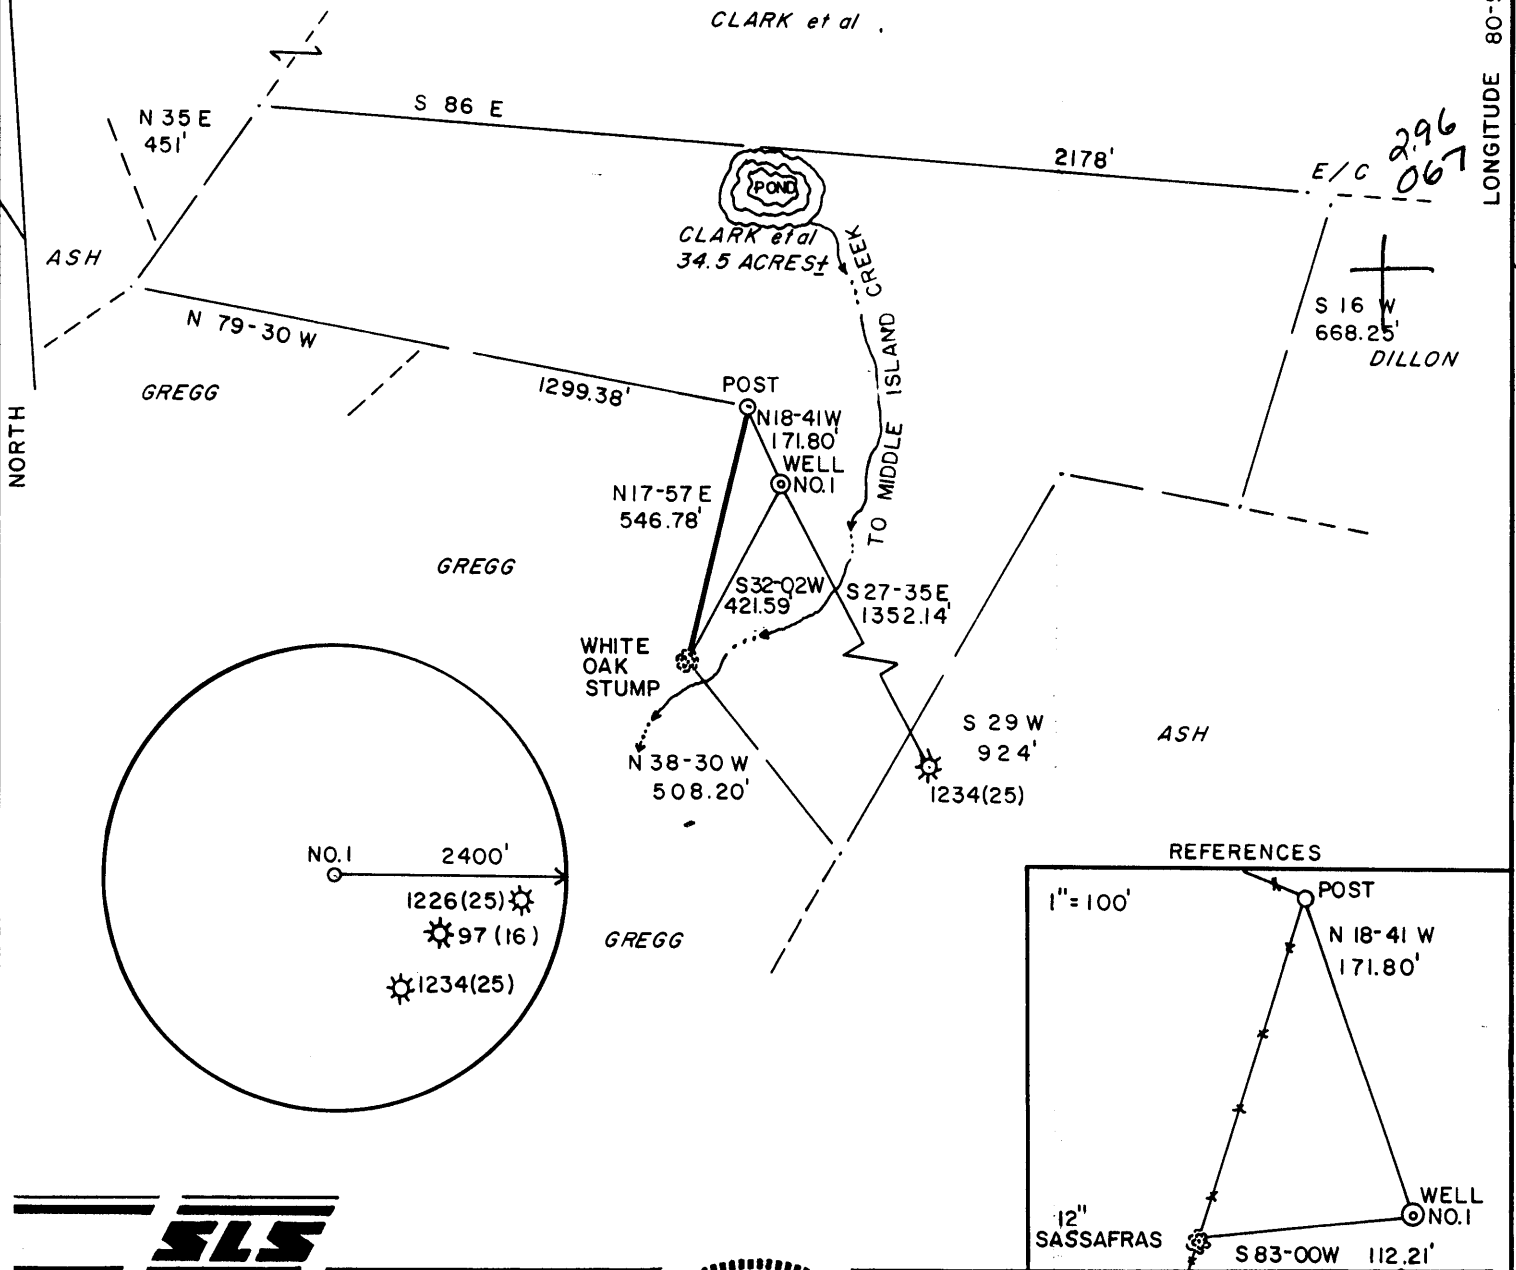 CLARK et al .
LONGITUDE 80-
S 86 E
N 35 E
451'
2178'
E/C
2.96
067
POND
CLARK et al
34.5 ACRES±
ASH
S 16 W
668.25'
DILLON
N 79-30 W
1299.38'
GREGG
NORTH
POST
N18-41W
171.80'
WELL
NO.1
TO MIDDLE ISLAND CREEK
N17-57 E
546.78'
GREGG
S32-02W
421.59'
S27-35E
1352.14'
WHITE
OAK
STUMP
S 29 W
924'
ASH
N 38-30 W
508.20'
1234(25)
NO.1
2400'
1226(25)
97 (16)
1234(25)
GREGG
REFERENCES
1"=100'
POST
N 18-41 W
171.80'
WELL
NO.1
12"
SASSAFRAS
S 83-00W 112.21'
SLS